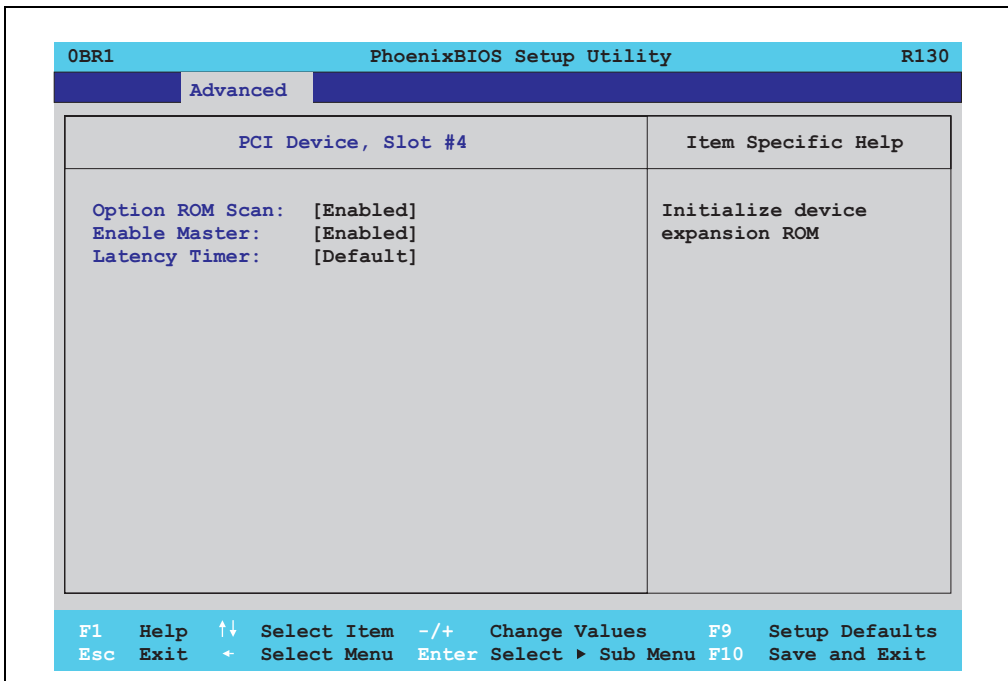 0BR1 PhoenixBIOS Setup Utility R130
Advanced
PCI Device, Slot #4 Item Specific Help
Option ROM Scan: [Enabled] Initialize device
Enable Master: [Enabled] expansion ROM
Latency Timer: [Default]
F1 Help ↑↓ Select Item -/+ Change Values F9 Setup Defaults
Esc Exit ← Select Menu Enter Select ▶ Sub Menu F10 Save and Exit